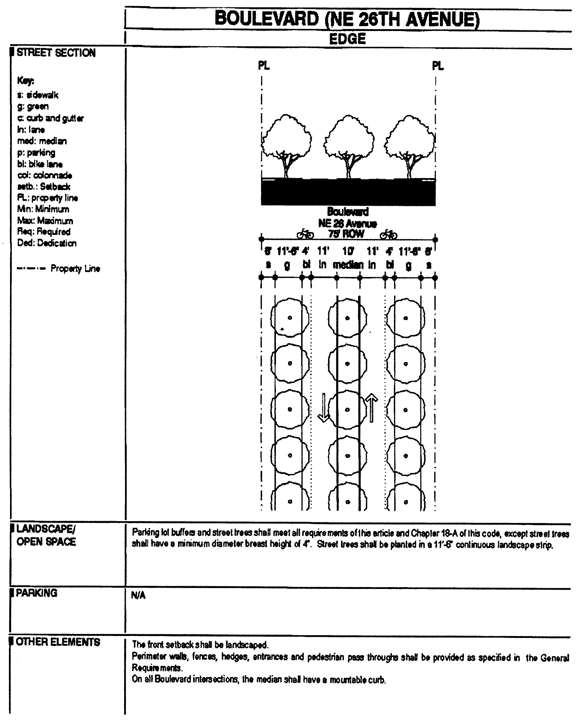 BOULEVARD (NE 26TH AVENUE)
EDGE
STREET SECTION
Key:
s: sidewalk
g: green
c: curb and gutter
ln: lane
med: median
p: parking
bl: bike lane
col: colonnade
setb.: Setback
PL: property line
Min: Minimum
Max: Maximum
Req: Required
Ded: Dedication
Property Line
PL PL
Boulevard
NE 26 Avenue
75' ROW
6' 11'-6" 4' 11' 10' 11' 4' 11'-6" 6'
s g bl ln median ln bl g s
LANDSCAPE/
OPEN SPACE
Parking lot buffers and street trees shall meet all requirements of this article and Chapter 18-A of this code, except street trees
shall have a minimum diameter breast height of 4". Street trees shall be planted in a 11'-6" continuous landscape strip.
PARKING
N/A
OTHER ELEMENTS
The front setback shall be landscaped.
Perimeter walls, fences, hedges, entrances and pedestrian pass throughs shall be provided as specified in the General
Requirements.
On all Boulevard intersections, the median shall have a mountable curb.